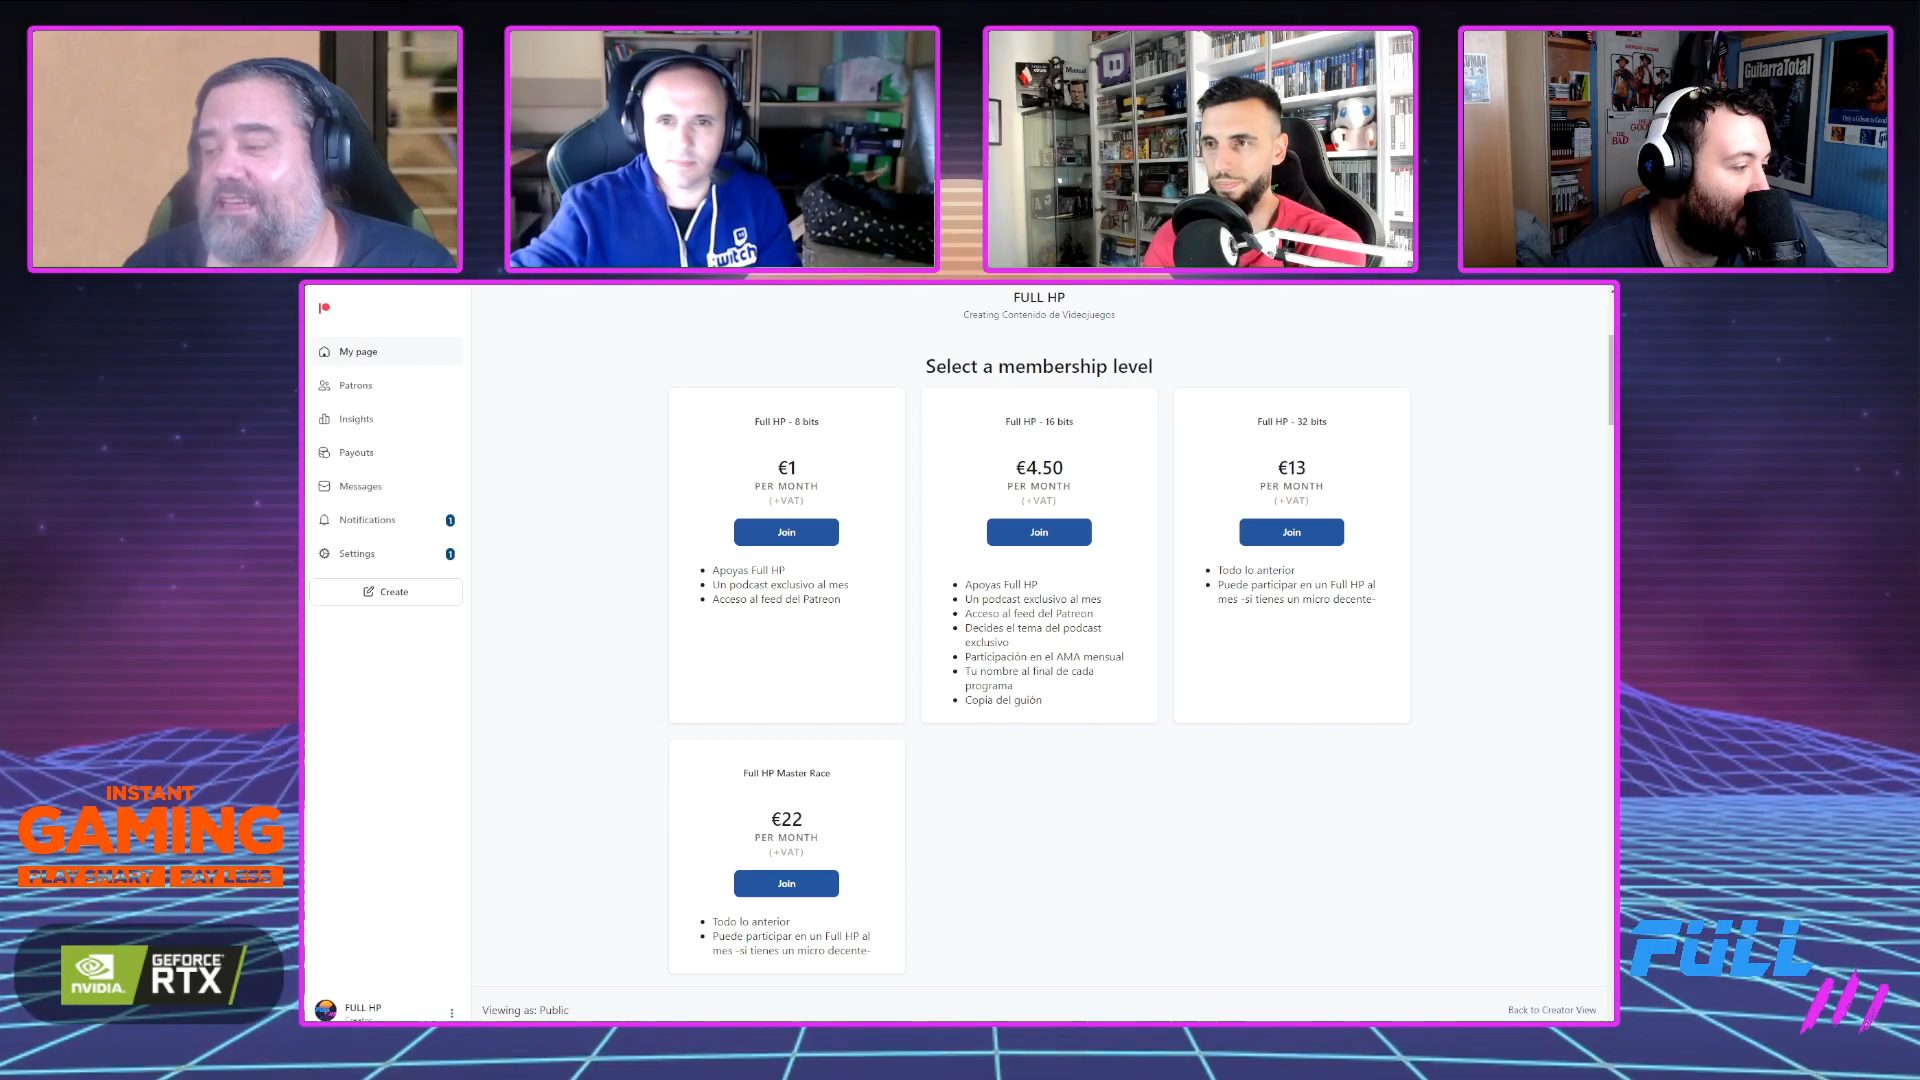 SERGIO LEONE
GuitarraTotal
Manual
THE
BAD
twitch
FULL HP
Creating Contenido de Videojuegos
Select a membership level
My page
Patrons
Insights
Payouts
Messages
Notifications
1
Settings
1
Create
Full HP - 8 bits
€1
PER MONTH
(+VAT)
Join
Apoyas Full HP
Un podcast exclusivo al mes
Acceso al feed del Patreon
Full HP - 16 bits
€4.50
PER MONTH
(+VAT)
Join
Apoyas Full HP
Un podcast exclusivo al mes
Acceso al feed del Patreon
Decides el tema del podcast
exclusivo
Participación en el AMA mensual
Tu nombre al final de cada
programa
Copia del guión
Full HP - 32 bits
€13
PER MONTH
(+VAT)
Join
Todo lo anterior
Puede participar en un Full HP al
mes -si tienes un micro decente-
Full HP Master Race
€22
PER MONTH
(+VAT)
Join
Todo lo anterior
Puede participar en un Full HP al
mes -si tienes un micro decente-
FULL HP
Creator
Viewing as: Public
Back to Creator View
INSTANT
GAMING
PLAY SMART PAY LESS
NVIDIA.
GEFORCE
RTX
FULL